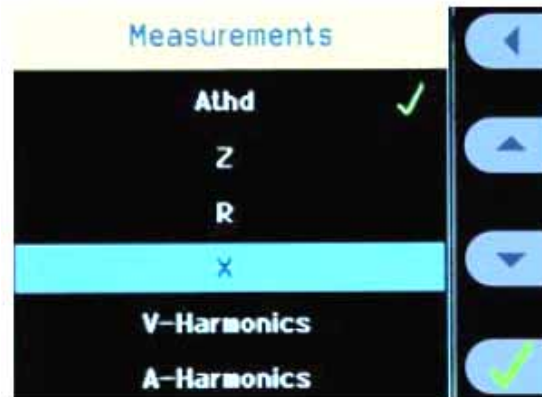 Measurements
Athd
Z
R
X
V-Harmonics
A-Harmonics